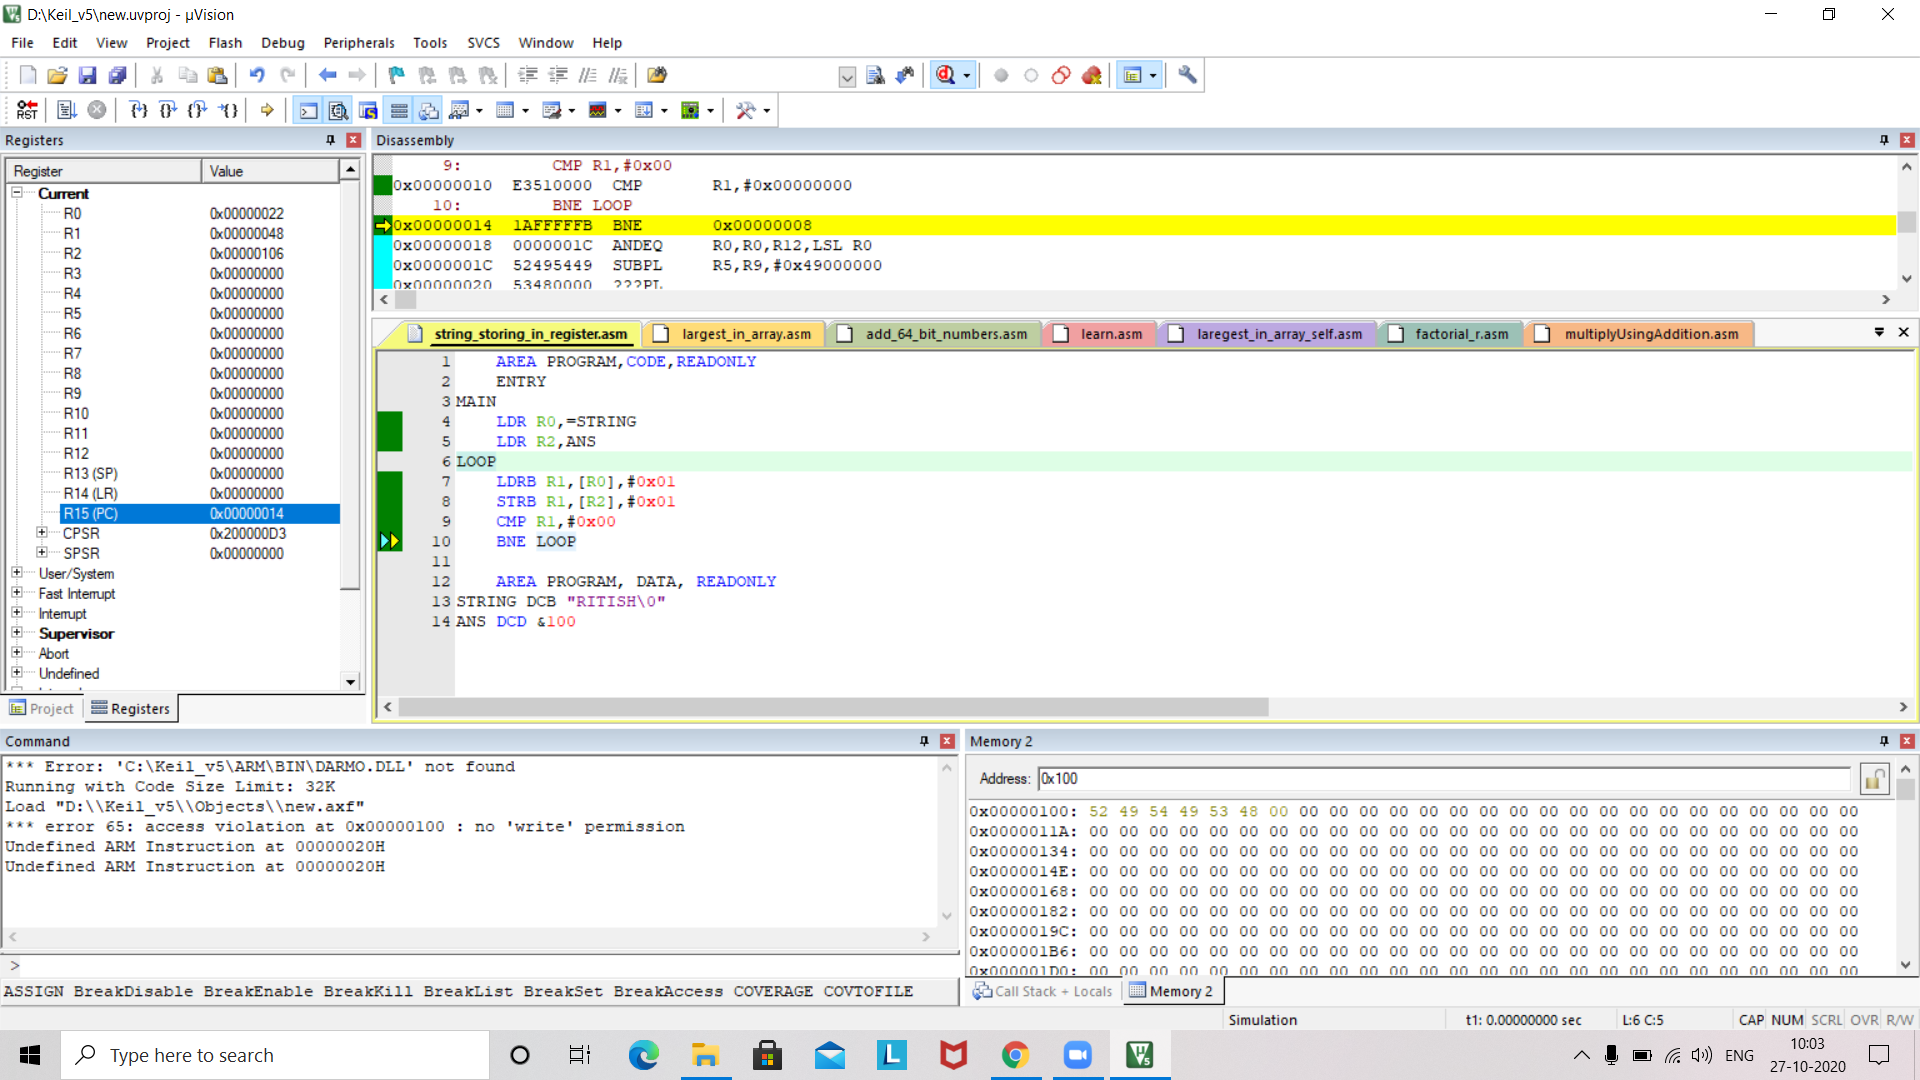 D:\Keil_v5\new.uvproj - µVision
File Edit View Project Flash Debug Peripherals Tools SVCS Window Help
RST
Registers
Register Value
Current
R0 0x00000022
R1 0x00000048
R2 0x00000106
R3 0x00000000
R4 0x00000000
R5 0x00000000
R6 0x00000000
R7 0x00000000
R8 0x00000000
R9 0x00000000
R10 0x00000000
R11 0x00000000
R12 0x00000000
R13 (SP) 0x00000000
R14 (LR) 0x00000000
R15 (PC) 0x00000014
CPSR 0x200000D3
SPSR 0x00000000
User/System
Fast Interrupt
Interrupt
Supervisor
Abort
Undefined
Project Registers
Disassembly
9: CMP R1,#0x00
0x00000010 E3510000 CMP R1,#0x00000000
10: BNE LOOP
0x00000014 1AFFFFFB BNE 0x00000008
0x00000018 0000001C ANDEQ R0,R0,R12,LSL R0
0x0000001C 52495449 SUBPL R5,R9,#0x49000000
0x00000020 53480000 ???PL
string_storing_in_register.asm largest_in_array.asm add_64_bit_numbers.asm learn.asm laregest_in_array_self.asm factorial_r.asm multiplyUsingAddition.asm
1 AREA PROGRAM,CODE,READONLY
2 ENTRY
3 MAIN
4 LDR R0,=STRING
5 LDR R2,ANS
6 LOOP
7 LDRB R1,[R0],#0x01
8 STRB R1,[R2],#0x01
9 CMP R1,#0x00
10 BNE LOOP
11
12 AREA PROGRAM, DATA, READONLY
13 STRING DCB "RITISH\0"
14 ANS DCD &100
Command
*** Error: 'C:\Keil_v5\ARM\BIN\DARMO.DLL' not found
Running with Code Size Limit: 32K
Load "D:\\Keil_v5\\Objects\\new.axf"
*** error 65: access violation at 0x00000100 : no 'write' permission
Undefined ARM Instruction at 00000020H
Undefined ARM Instruction at 00000020H
>
ASSIGN BreakDisable BreakEnable BreakKill BreakList BreakSet BreakAccess COVERAGE COVTOFILE
Memory 2
Address: 0x100
0x00000100: 52 49 54 49 53 48 00 00 00 00 00 00 00 00 00 00 00 00 00 00 00 00 00 00 00 00
0x0000011A: 00 00 00 00 00 00 00 00 00 00 00 00 00 00 00 00 00 00 00 00 00 00 00 00 00 00
0x00000134: 00 00 00 00 00 00 00 00 00 00 00 00 00 00 00 00 00 00 00 00 00 00 00 00 00 00
0x0000014E: 00 00 00 00 00 00 00 00 00 00 00 00 00 00 00 00 00 00 00 00 00 00 00 00 00 00
0x00000168: 00 00 00 00 00 00 00 00 00 00 00 00 00 00 00 00 00 00 00 00 00 00 00 00 00 00
0x00000182: 00 00 00 00 00 00 00 00 00 00 00 00 00 00 00 00 00 00 00 00 00 00 00 00 00 00
0x0000019C: 00 00 00 00 00 00 00 00 00 00 00 00 00 00 00 00 00 00 00 00 00 00 00 00 00 00
0x000001B6: 00 00 00 00 00 00 00 00 00 00 00 00 00 00 00 00 00 00 00 00 00 00 00 00 00 00
0x000001D0: 00 00 00 00 00 00 00 00 00 00 00 00 00 00 00 00 00 00 00 00 00 00 00 00 00 00
Call Stack + Locals Memory 2
Simulation t1: 0.00000000 sec L:6 C:5 CAP NUM SCRL OVR R/W
Type here to search
L
ENG
10:03
27-10-2020